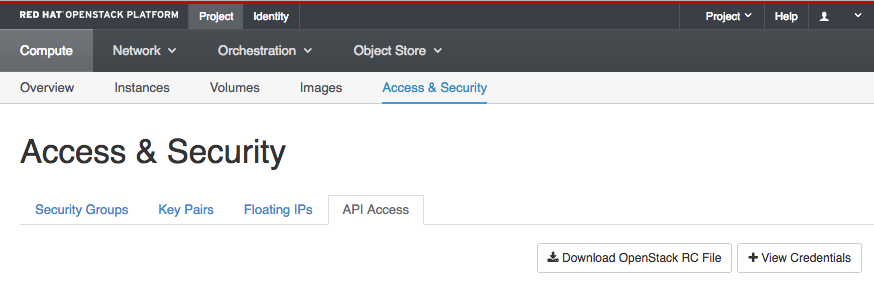 RED HAT OPENSTACK PLATFORM Project Identity Project Help
Compute Network Orchestration Object Store
Overview Instances Volumes Images Access & Security
Access & Security
Security Groups Key Pairs Floating IPs API Access
Download OpenStack RC File View Credentials